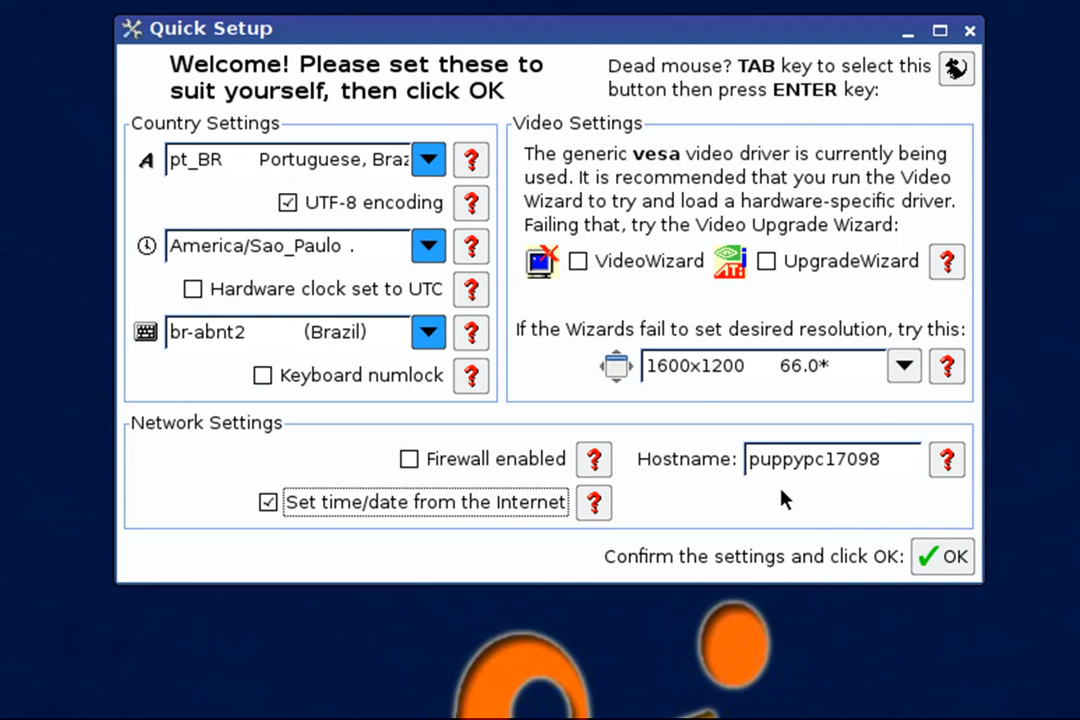 Quick Setup
Welcome! Please set these to
suit yourself, then click OK
Dead mouse? TAB key to select this
button then press ENTER key:
Country Settings
pt_BR Portuguese, Braz
UTF-8 encoding
America/Sao_Paulo .
Hardware clock set to UTC
br-abnt2 (Brazil)
Keyboard numlock
Video Settings
The generic vesa video driver is currently being
used. It is recommended that you run the Video
Wizard to try and load a hardware-specific driver.
Failing that, try the Video Upgrade Wizard:
VideoWizard ATi UpgradeWizard
If the Wizards fail to set desired resolution, try this:
1600x1200 66.0*
Network Settings
Firewall enabled
Hostname: puppypc17098
Set time/date from the Internet
Confirm the settings and click OK: OK